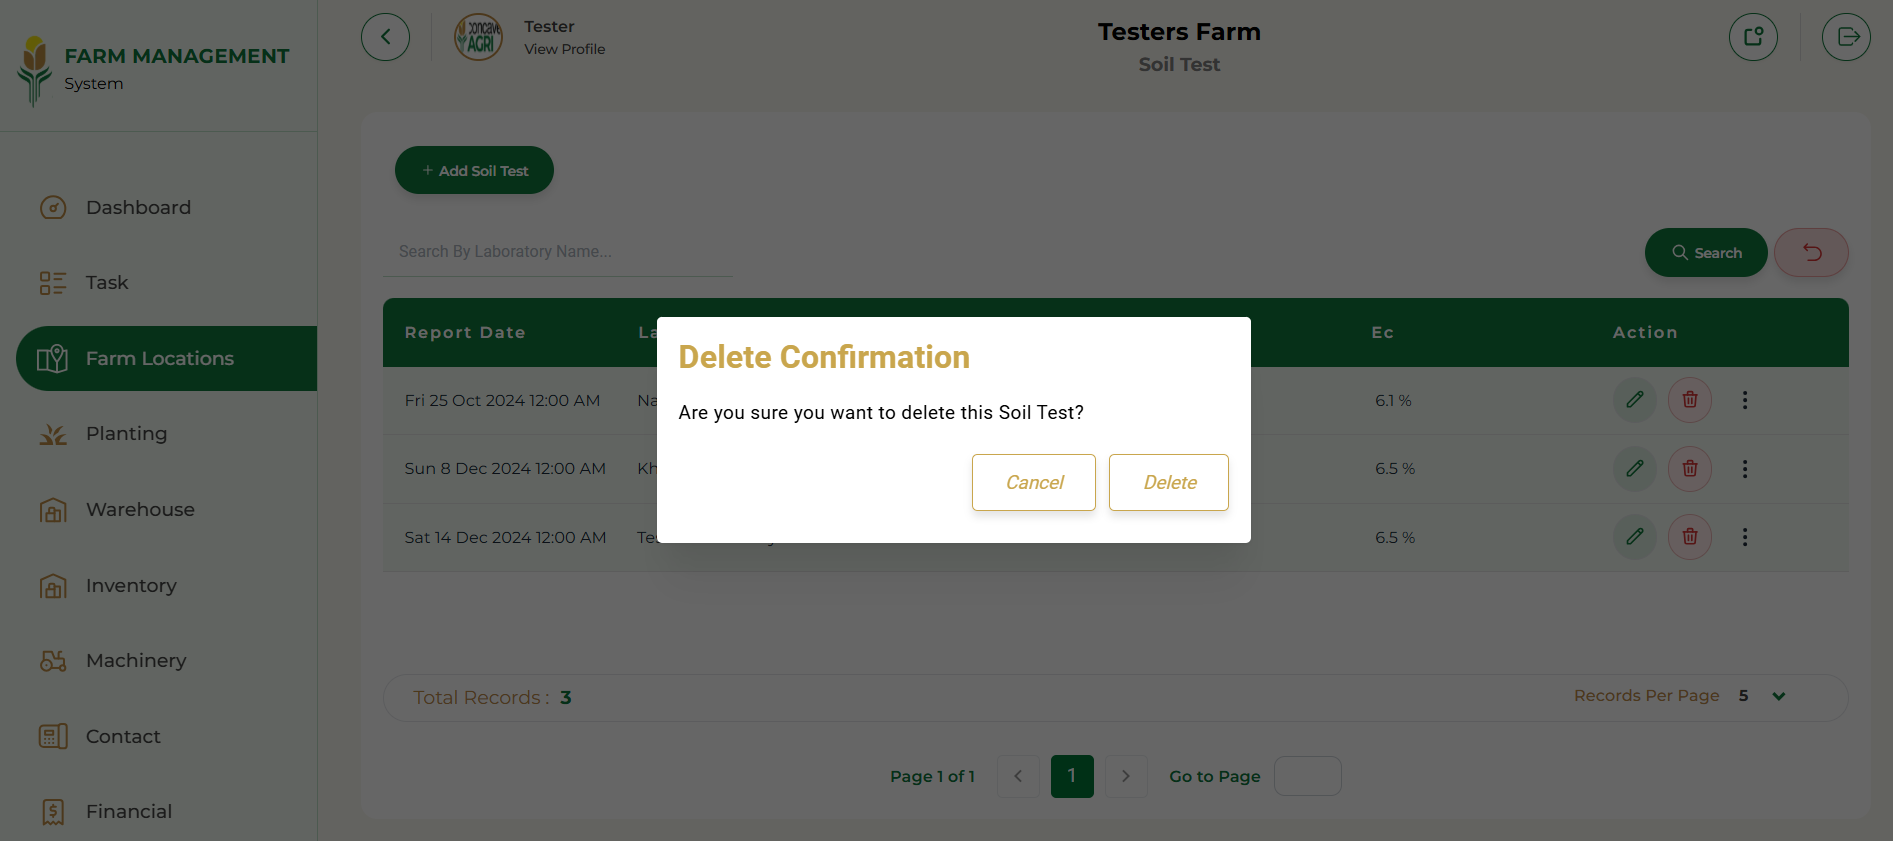 FARM MANAGEMENT
System
Dashboard
Task
Farm Locations
Planting
Warehouse
Inventory
Machinery
Contact
Financial
concave
AGRI
Tester
View Profile
Testers Farm
Soil Test
+ Add Soil Test
Search By Laboratory Name...
Search
Report Date La Ec Action
Fri 25 Oct 2024 12:00 AM Na 6.1 %
Sun 8 Dec 2024 12:00 AM Kh 6.5 %
Sat 14 Dec 2024 12:00 AM Te 6.5 %
Delete Confirmation
Are you sure you want to delete this Soil Test?
Cancel Delete
Total Records : 3
Records Per Page 5
Page 1 of 1 < 1 > Go to Page